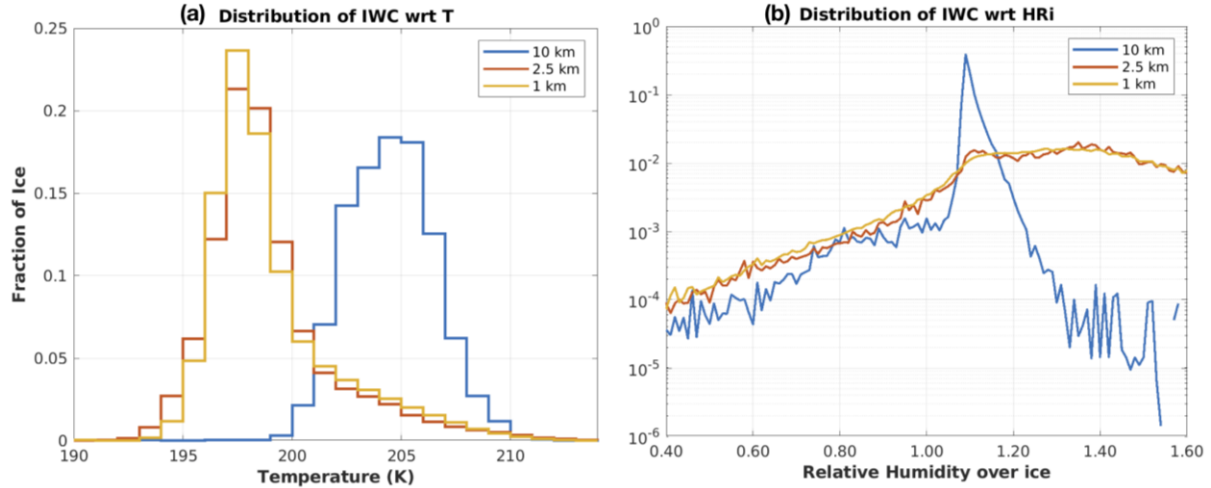 (a) Distribution of IWC wrt T
0.25
0.2
0.15
0.1
0.05
0
Fraction of Ice
10 km
2.5 km
1 km
190 195 200 205 210
Temperature (K)
(b) Distribution of IWC wrt HRi
10^0
10^-1
10^-2
10^-3
10^-4
10^-5
10^-6
10 km
2.5 km
1 km
0.40 0.60 0.80 1.00 1.20 1.40 1.60
Relative Humidity over ice